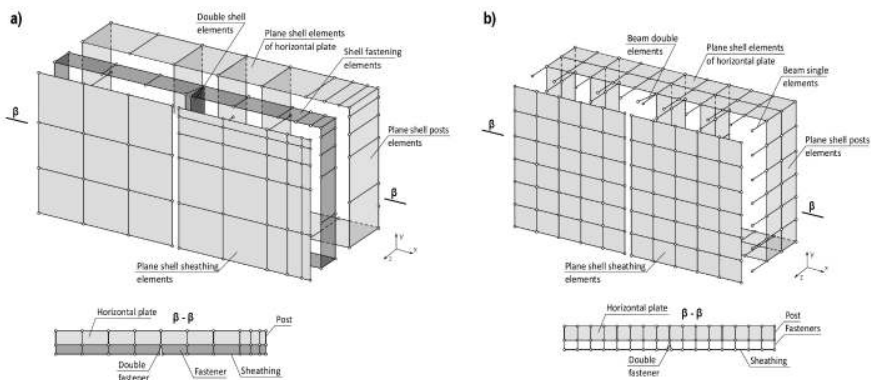 a)
Double shell
elements
Plane shell elements
of horizontal plate
Shell fastening
elements
β
Plane shell posts
elements
β
Plane shell sheathing
elements
y
x
z
Horizontal plate
β - β
Post
Double
fastener
Fastener
Sheathing
b)
Beam double
elements
Plane shell elements
of horizontal plate
Beam single
elements
β
Plane shell posts
elements
β
Plane shell sheathing
elements
y
x
z
Horizontal plate
β - β
Post
Fasteners
Double
fastener
Sheathing